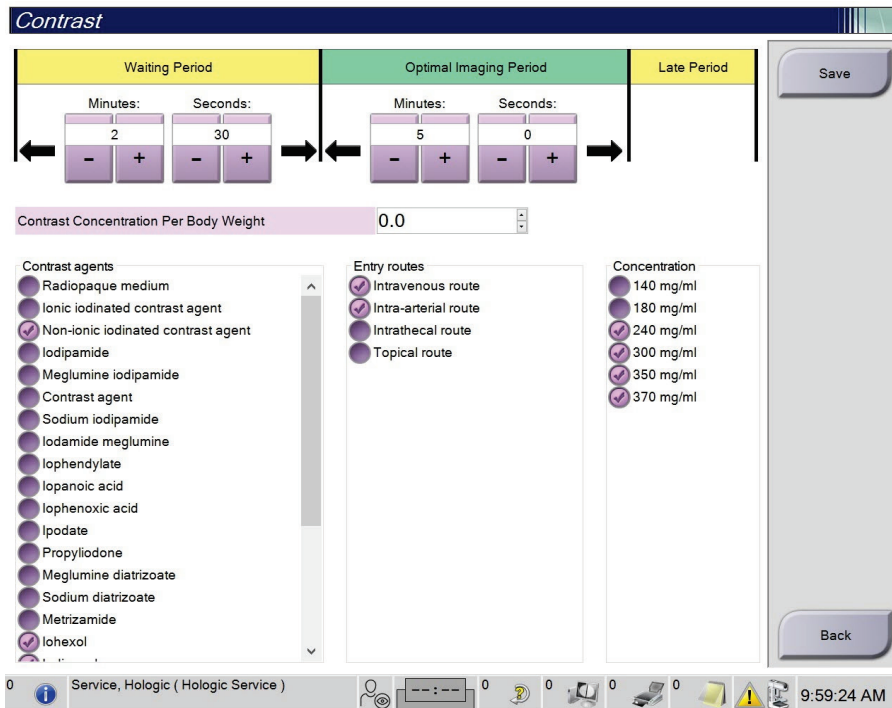 Contrast
Waiting Period
Optimal Imaging Period
Late Period
Save
Minutes:
Seconds:
Minutes:
Seconds:
2
30
5
0
-
+
-
+
-
+
-
+
Contrast Concentration Per Body Weight
0.0
Contrast agents
Radiopaque medium
Ionic iodinated contrast agent
Non-ionic iodinated contrast agent
Iodipamide
Meglumine iodipamide
Contrast agent
Sodium iodipamide
Iodamide meglumine
Iophendylate
Iopanoic acid
Iophenoxic acid
Ipodate
Propyliodone
Meglumine diatrizoate
Sodium diatrizoate
Metrizamide
Iohexol
Entry routes
Intravenous route
Intra-arterial route
Intrathecal route
Topical route
Concentration
140 mg/ml
180 mg/ml
240 mg/ml
300 mg/ml
350 mg/ml
370 mg/ml
Back
0
Service, Hologic ( Hologic Service )
--:--
0
0
0
0
9:59:24 AM